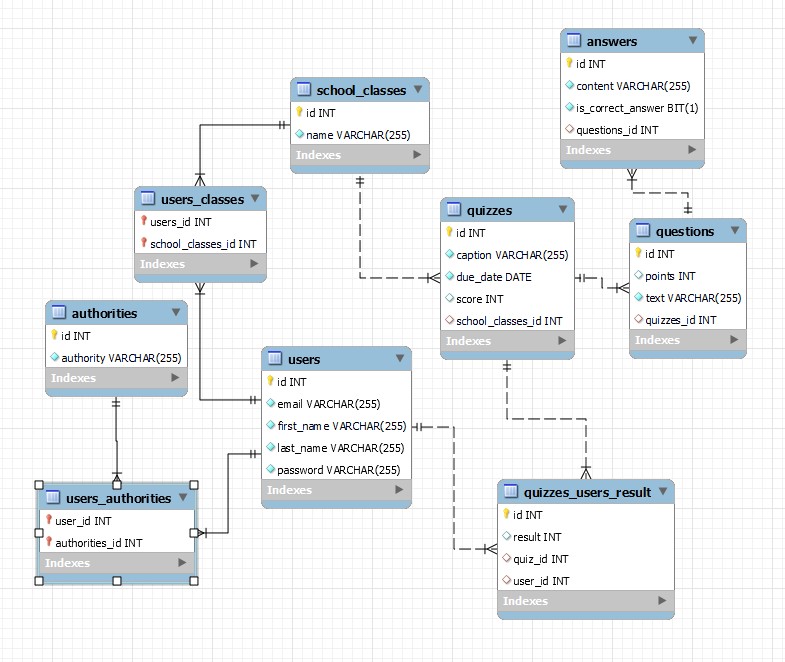 answers
id INT
content VARCHAR(255)
is_correct_answer BIT(1)
questions_id INT
Indexes
school_classes
id INT
name VARCHAR(255)
Indexes
users_classes
users_id INT
school_classes_id INT
Indexes
quizzes
id INT
caption VARCHAR(255)
due_date DATE
score INT
school_classes_id INT
Indexes
questions
id INT
points INT
text VARCHAR(255)
quizzes_id INT
Indexes
authorities
id INT
authority VARCHAR(255)
Indexes
users
id INT
email VARCHAR(255)
first_name VARCHAR(255)
last_name VARCHAR(255)
password VARCHAR(255)
Indexes
users_authorities
user_id INT
authorities_id INT
Indexes
quizzes_users_result
id INT
result INT
quiz_id INT
user_id INT
Indexes